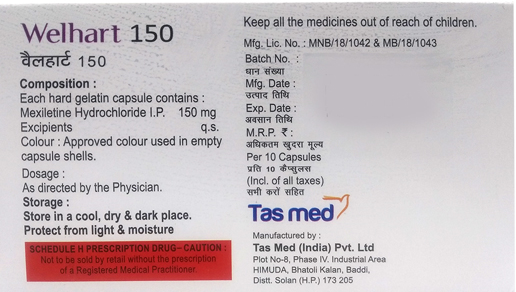 Welhart 150
वैलहार्ट 150
Composition :
Each hard gelatin capsule contains :
Mexiletine Hydrochloride I.P. 150 mg
Excipients q.s.
Colour : Approved colour used in empty
capsule shells.
Dosage :
As directed by the Physician.
Storage :
Store in a cool, dry & dark place.
Protect from light & moisture
SCHEDULE H PRESCRIPTION DRUG–CAUTION :
Not to be sold by retail without the prescription
of a Registered Medical Practitioner.
Keep all the medicines out of reach of children.
Mfg. Lic. No. : MNB/18/1042 & MB/18/1043
Batch No. :
धान संख्या
Mfg. Date :
उत्पाद तिथि
Exp. Date :
अवसान तिथि
M.R.P. ₹ :
अधिकतम खुदरा मूल्य
Per 10 Capsules
प्रति 10 कैप्सुलस
(Incl. of all taxes)
सभी करों सहित
Tas med
Manufactured by :
Tas Med (India) Pvt. Ltd
Plot No-8, Phase IV. Industrial Area
HIMUDA, Bhatoli Kalan, Baddi,
Distt. Solan (H.P.) 173 205